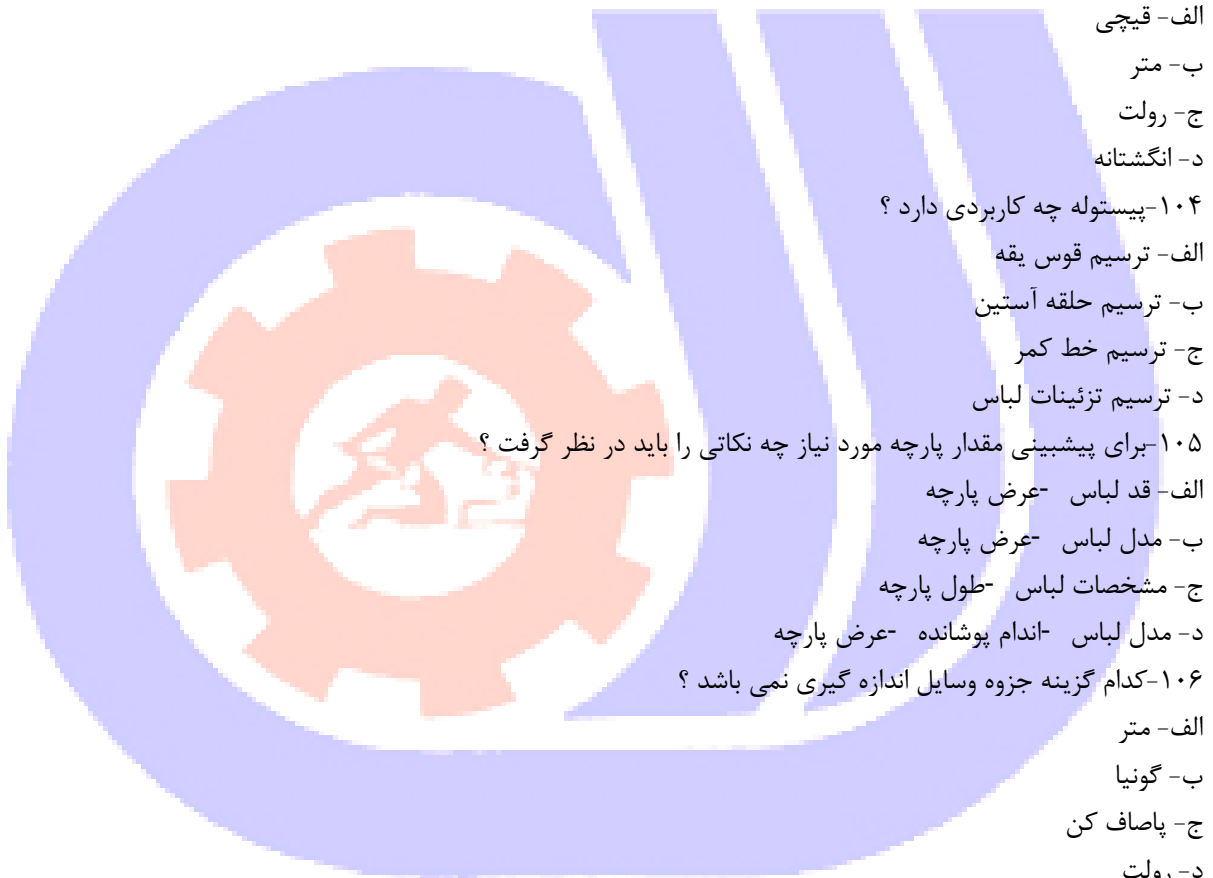 الف- قیچی
ب- متر
ج- رولت
د- انگشتانه
۱۰۴-پیستوله چه کاربردی دارد ؟
الف- ترسیم قوس یقه
ب- ترسیم حلقه آستین
ج- ترسیم خط کمر
د- ترسیم تزئینات لباس
۱۰۵-برای پیشبینی مقدار پارچه مورد نیاز چه نکاتی را باید در نظر گرفت ؟
الف- قد لباس -عرض پارچه
ب- مدل لباس -عرض پارچه
ج- مشخصات لباس -طول پارچه
د- مدل لباس -اندام پوشانده -عرض پارچه
۱۰۶-کدام گزینه جزوه وسایل اندازه گیری نمی باشد ؟
الف- متر
ب- گونیا
ج- پاصاف کن
د- رولت